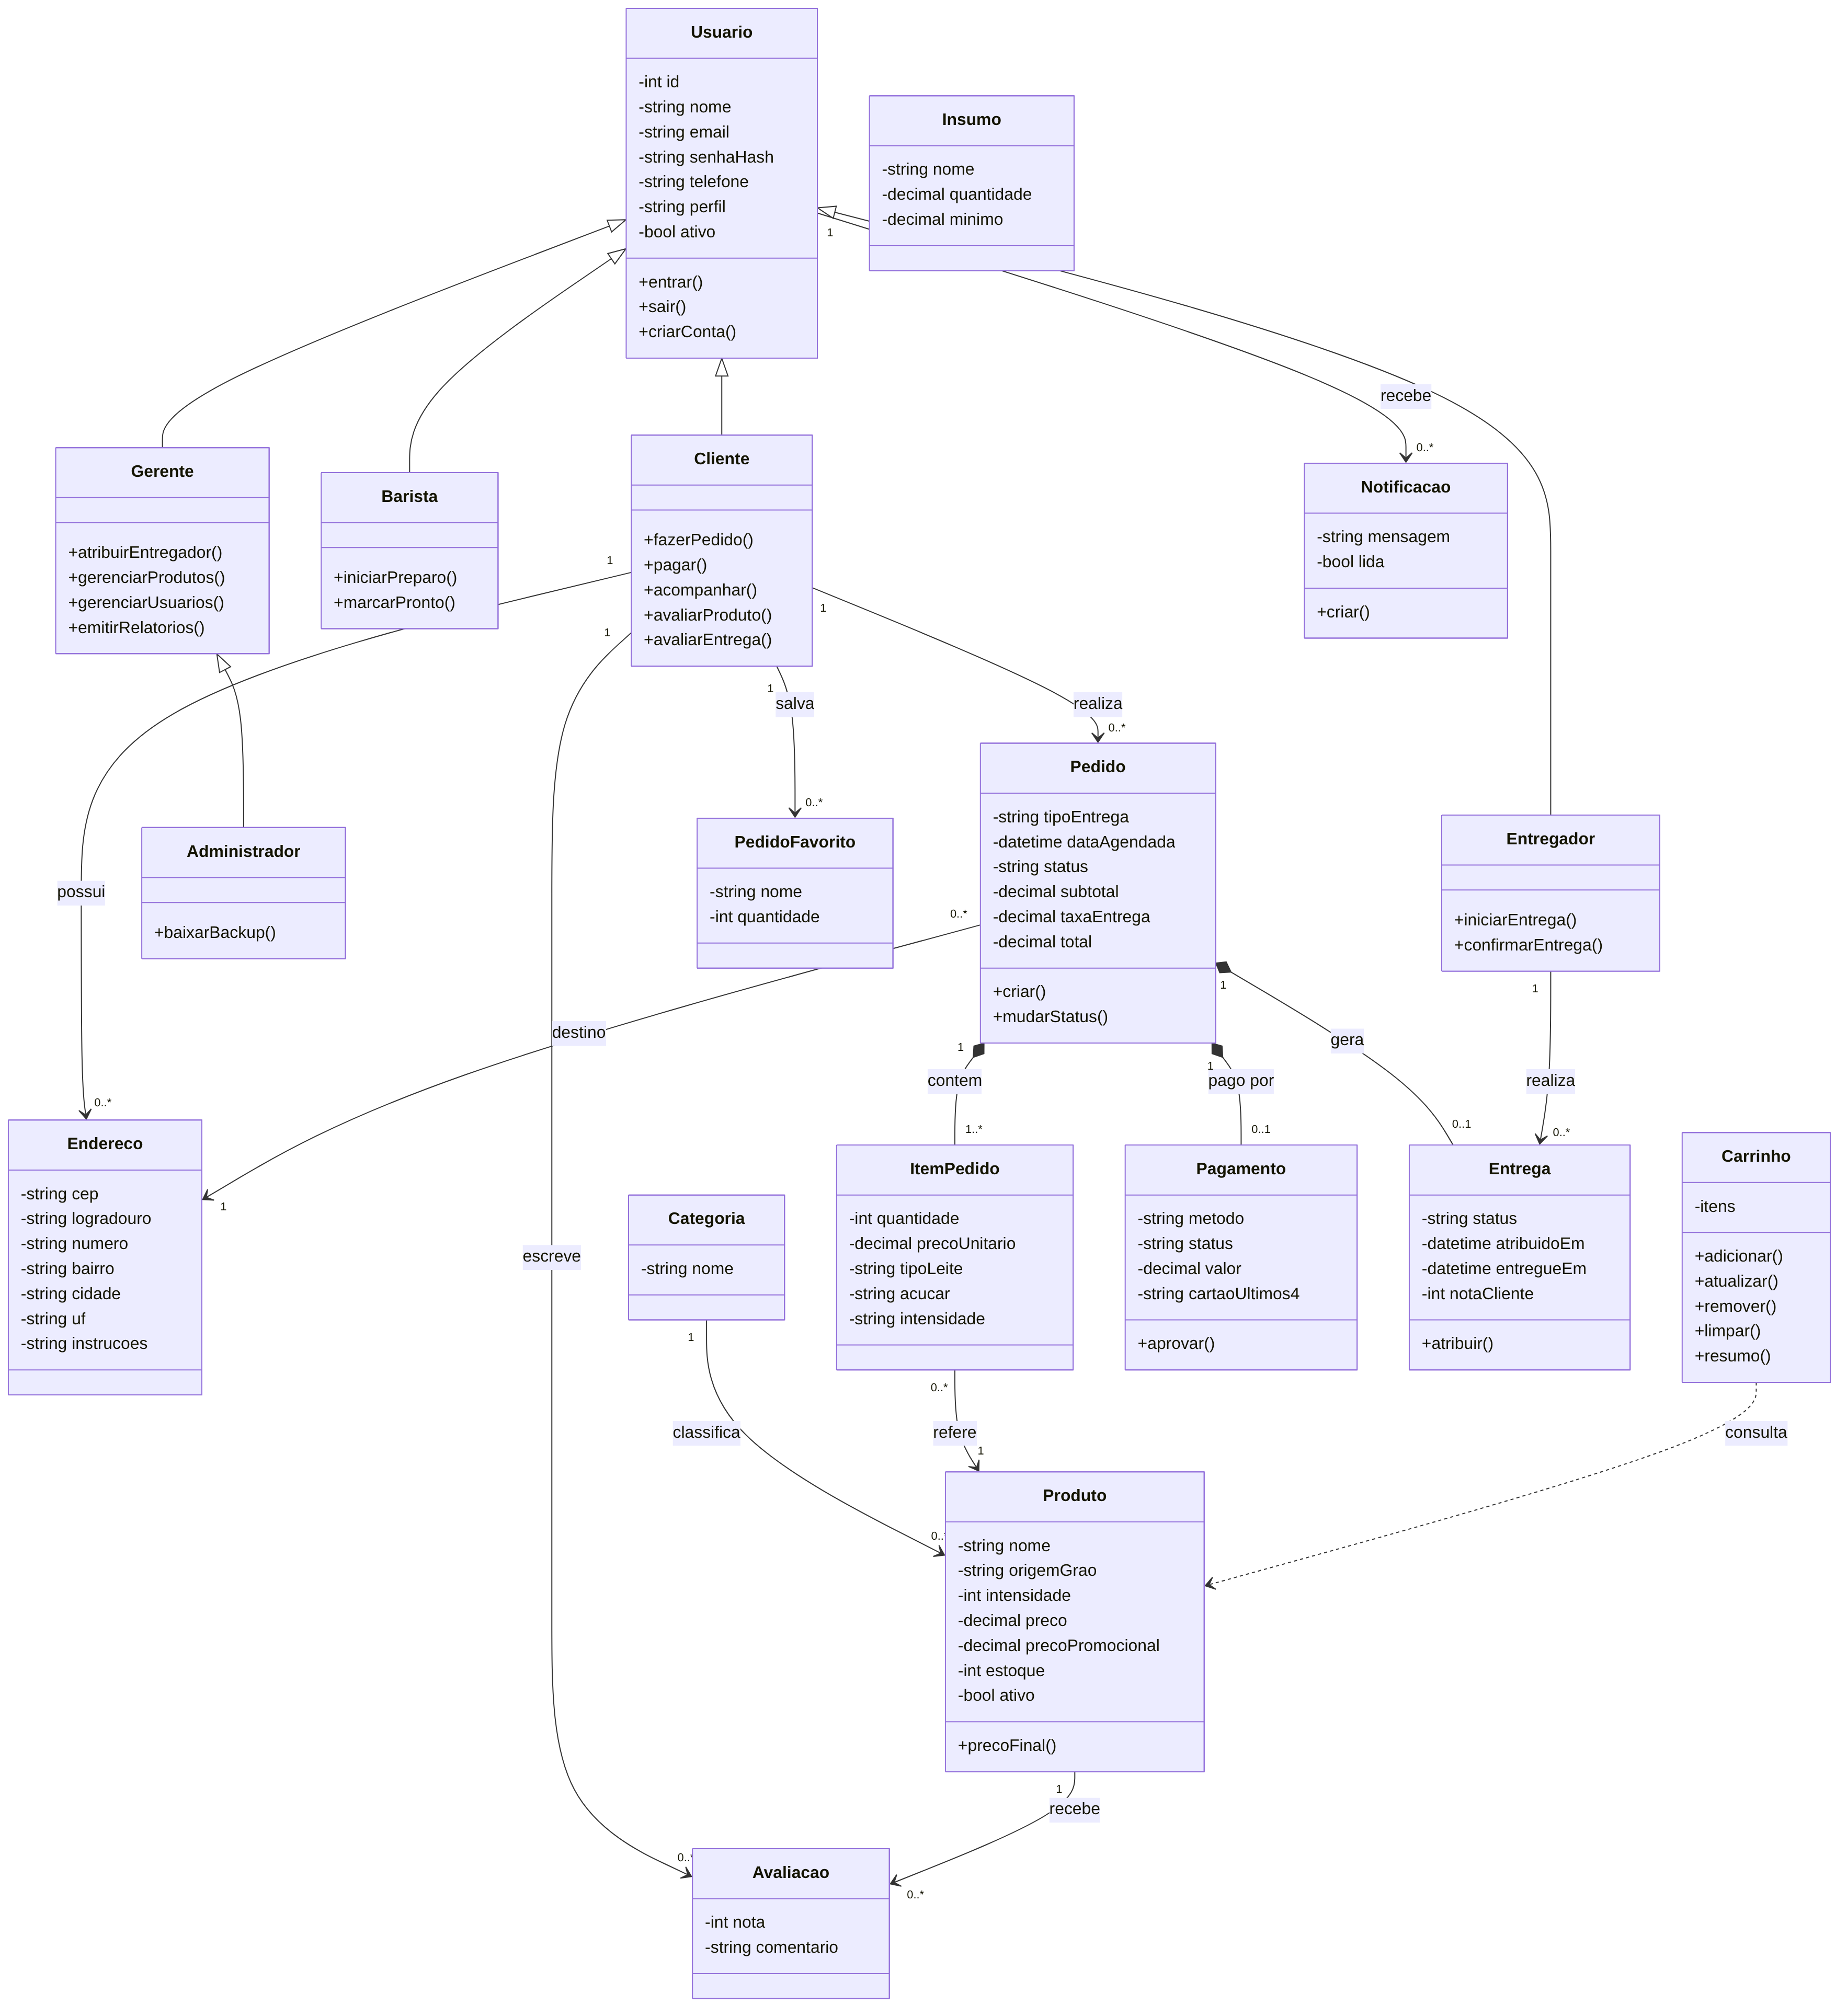 Usuario
-int id
-string nome
-string email
-string senhaHash
-string telefone
-string perfil
-bool ativo
+entrar()
+sair()
+criarConta()
Insumo
-string nome
-decimal quantidade
-decimal minimo
1
recebe
0..*
Gerente
+atribuirEntregador()
+gerenciarProdutos()
+gerenciarUsuarios()
+emitirRelatorios()
Barista
+iniciarPreparo()
+marcarPronto()
Cliente
+fazerPedido()
+pagar()
+acompanhar()
+avaliarProduto()
+avaliarEntrega()
Notificacao
-string mensagem
-bool lida
+criar()
1
1
1
1
salva
realiza
0..*
0..*
Administrador
+baixarBackup()
possui
PedidoFavorito
-string nome
-int quantidade
Pedido
-string tipoEntrega
-datetime dataAgendada
-string status
-decimal subtotal
-decimal taxaEntrega
-decimal total
+criar()
+mudarStatus()
Entregador
+iniciarEntrega()
+confirmarEntrega()
0..*
destino
1
1
1
1
contem
pago por
gera
realiza
0..*
1..*
0..1
0..1
0..*
Endereco
-string cep
-string logradouro
-string numero
-string bairro
-string cidade
-string uf
-string instrucoes
1
Categoria
-string nome
ItemPedido
-int quantidade
-decimal precoUnitario
-string tipoLeite
-string acucar
-string intensidade
Pagamento
-string metodo
-string status
-decimal valor
-string cartaoUltimos4
+aprovar()
Entrega
-string status
-datetime atribuidoEm
-datetime entregueEm
-int notaCliente
+atribuir()
Carrinho
-itens
+adicionar()
+atualizar()
+remover()
+limpar()
+resumo()
escreve
1
0..*
classifica
refere
consulta
1
Produto
-string nome
-string origemGrao
-int intensidade
-decimal preco
-decimal precoPromocional
-int estoque
-bool ativo
+precoFinal()
1
recebe
0..*
Avaliacao
-int nota
-string comentario